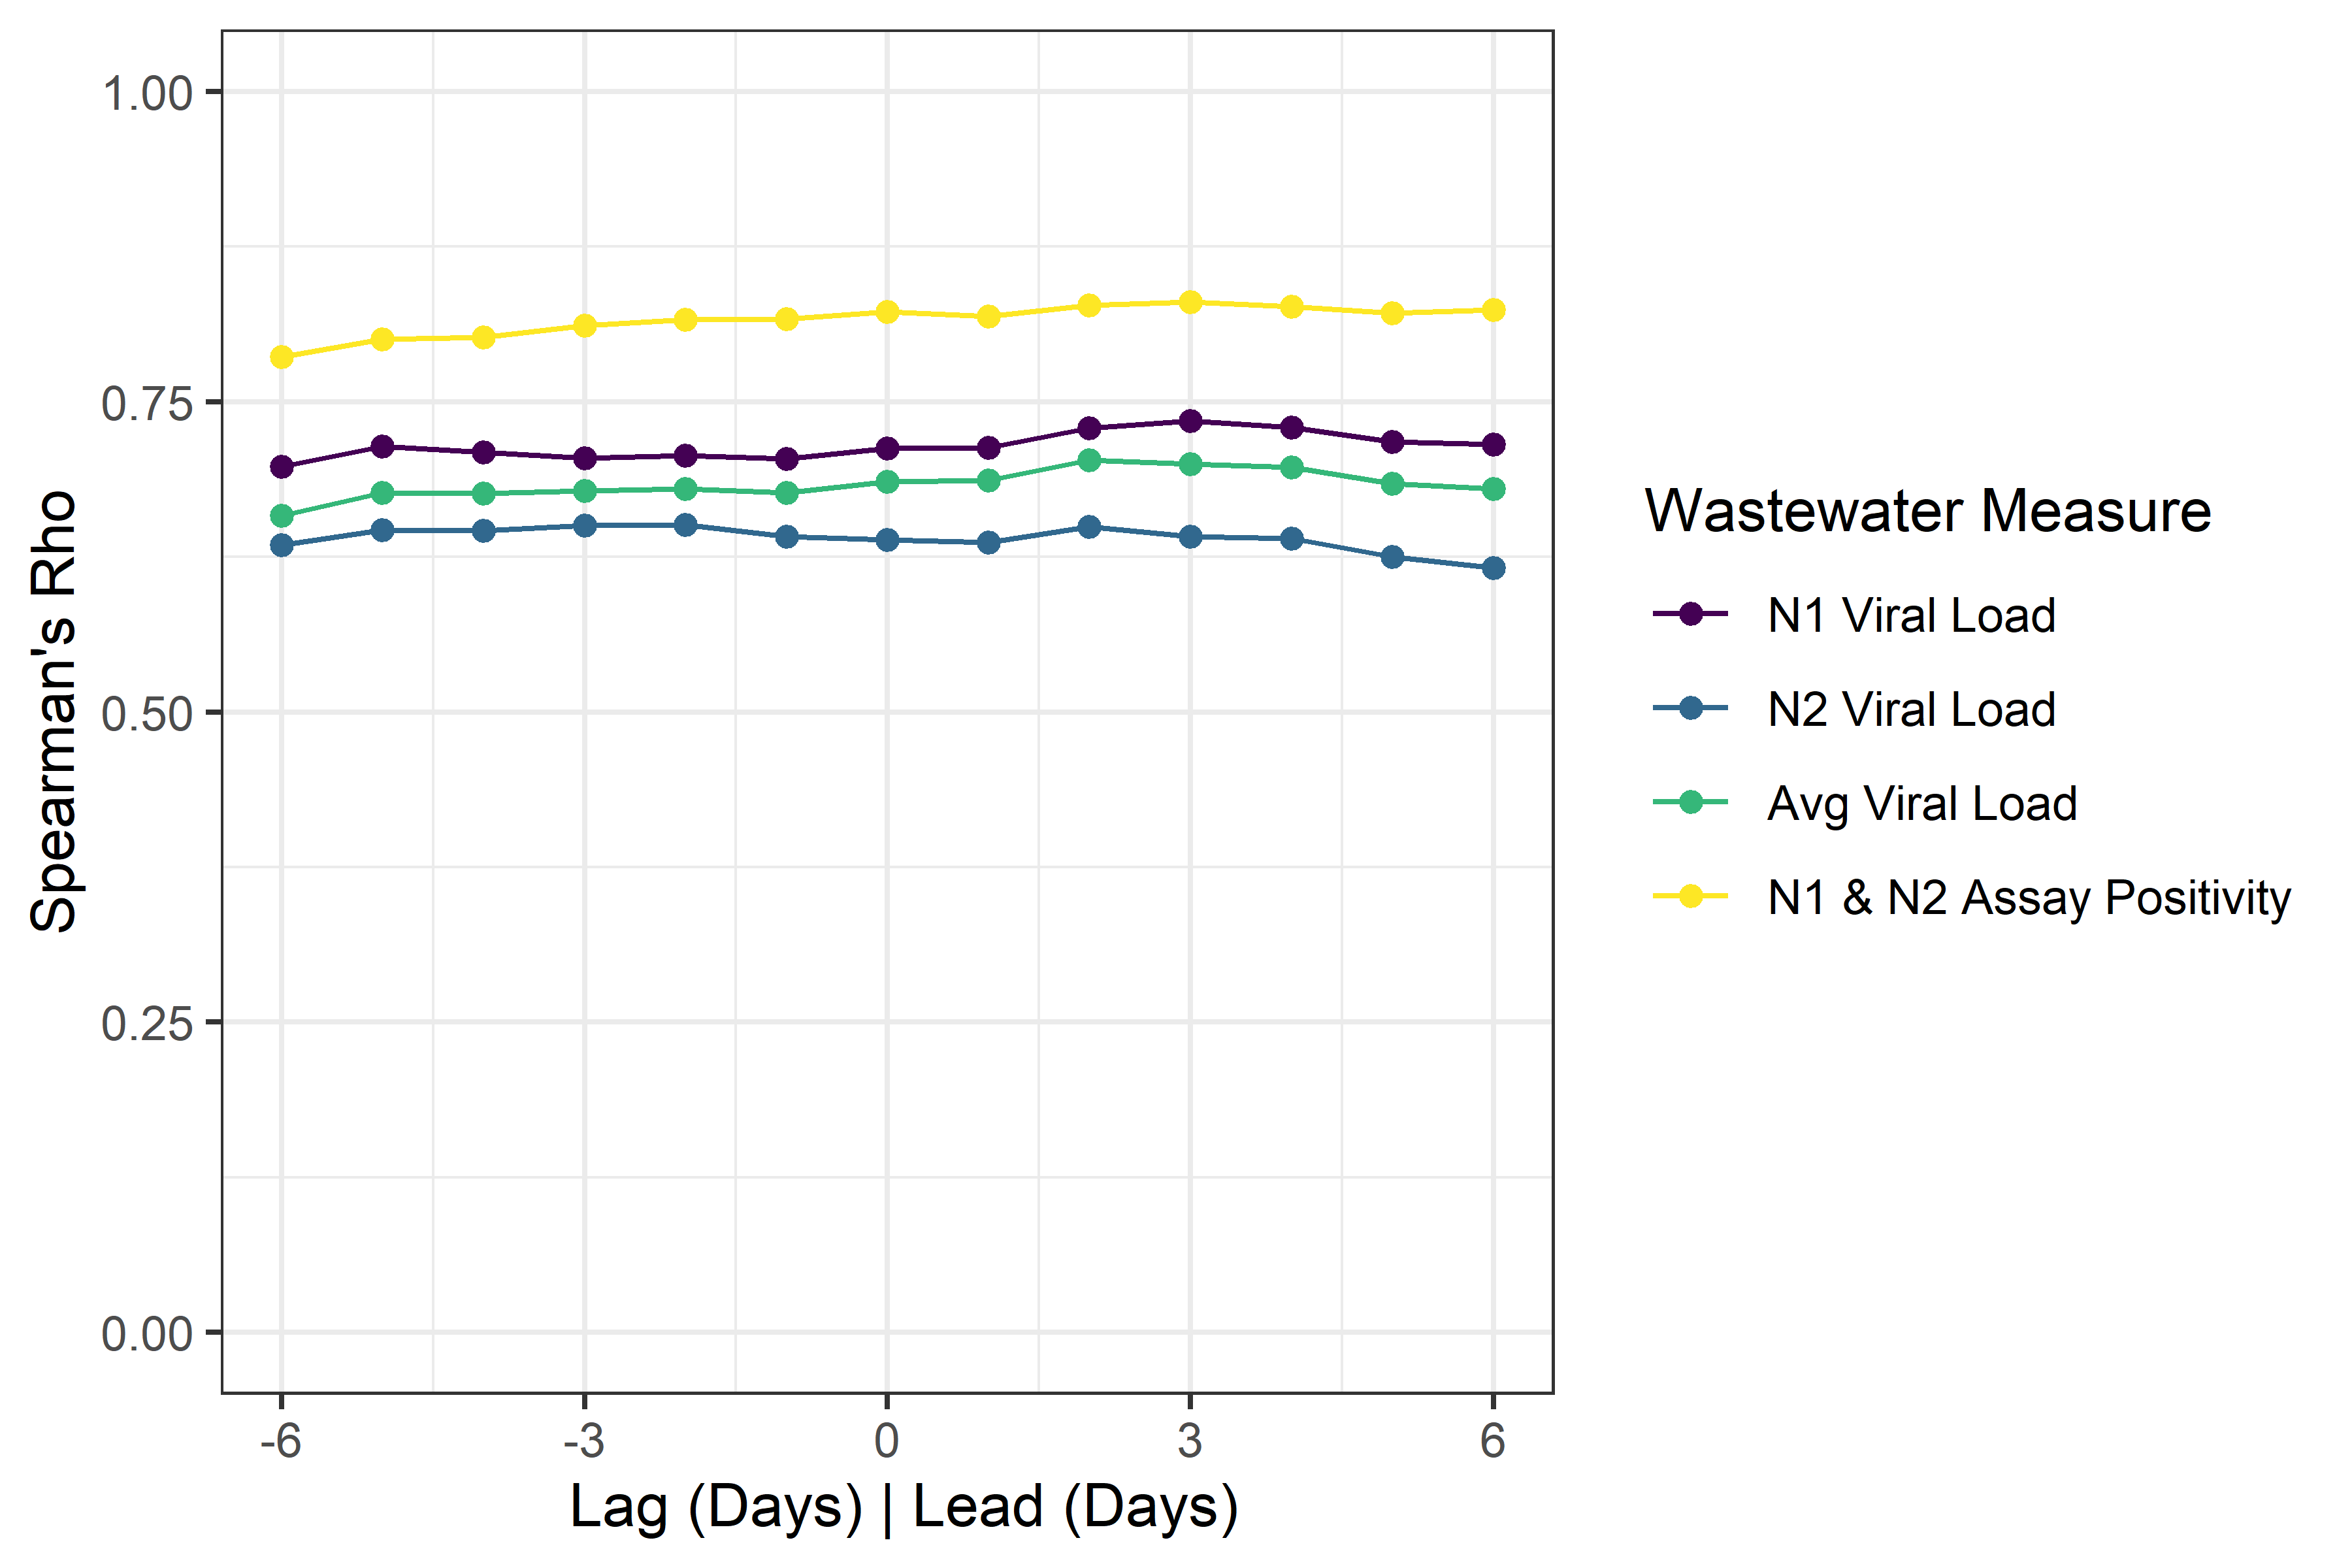 1.00
0.75
0.50
0.25
0.00
Spearman's Rho
-6
-3
0
3
6
Lag (Days) | Lead (Days)
Wastewater Measure
N1 Viral Load
N2 Viral Load
Avg Viral Load
N1 & N2 Assay Positivity